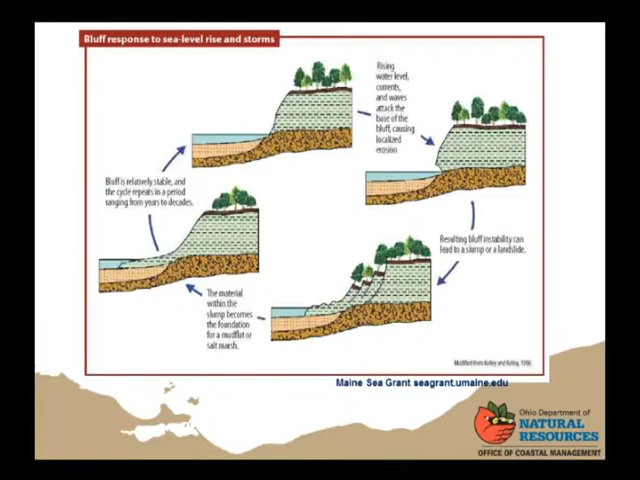 Bluff response to sea-level rise and storms
Rising
water level,
currents,
and waves
attack the
base of the
bluff, causing
localized
erosion
Resulting bluff instability can
lead to a slump or a landslide.
The material
within the
slump becomes
the foundation
for a mudflat or
salt marsh.
Bluff is relatively stable, and
the cycle repeats in a period
ranging from years to decades.
Modified from Kelley and Kelley, 1986
Maine Sea Grant seagrant.umaine.edu
Ohio Department of
NATURAL
RESOURCES
OFFICE OF COASTAL MANAGEMENT